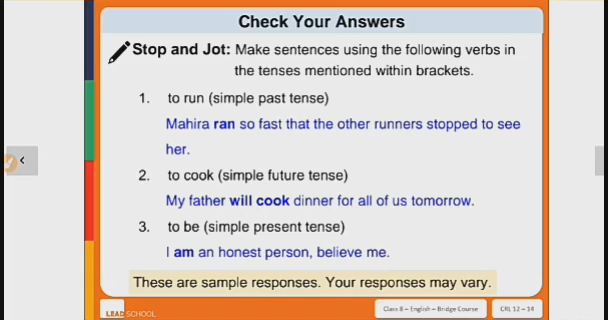 Check Your Answers
Stop and Jot: Make sentences using the following verbs in
the tenses mentioned within brackets.
1. to run (simple past tense)
Mahira ran so fast that the other runners stopped to see
her.
2. to cook (simple future tense)
My father will cook dinner for all of us tomorrow.
3. to be (simple present tense)
I am an honest person, believe me.
These are sample responses. Your responses may vary.
LEAD SCHOOL
Class 8 – English – Bridge Course
CRL 12 – 14